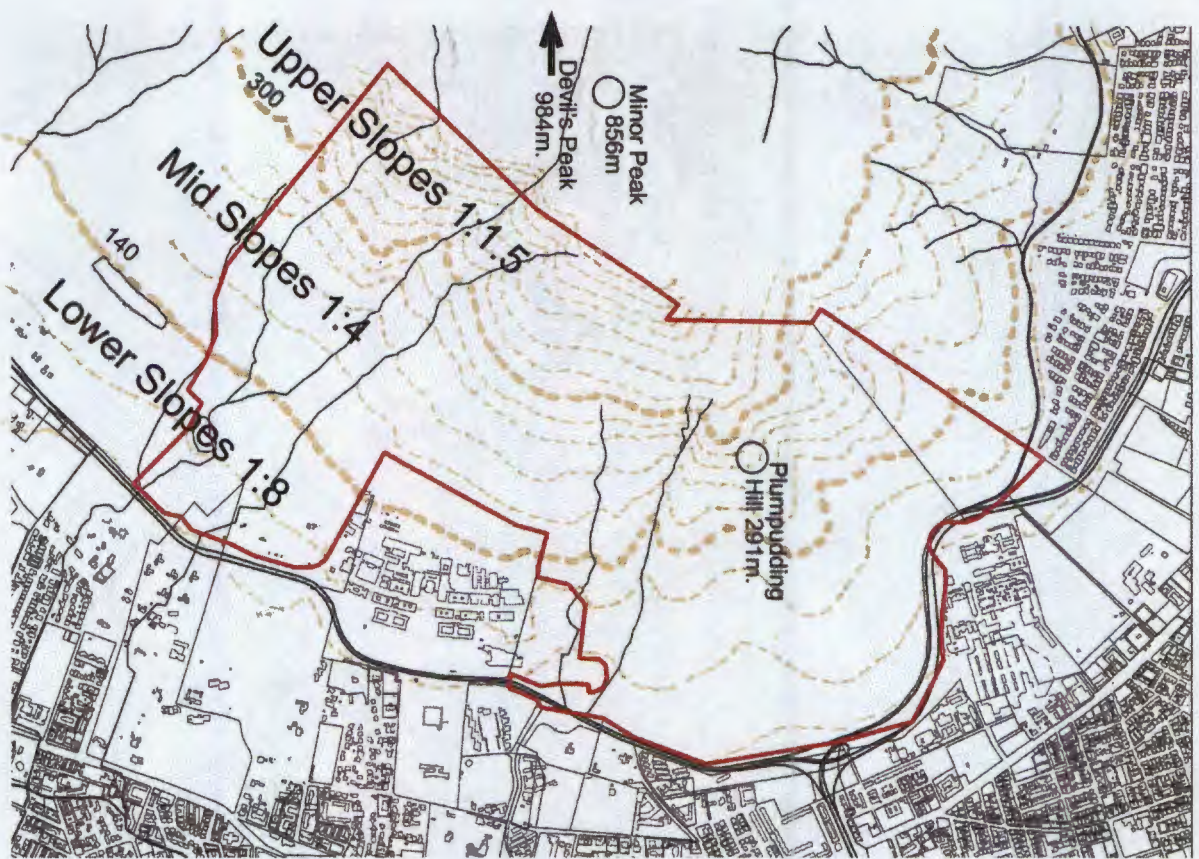 Upper Slopes 1:1.5
300
Mid Slopes 1:4
140
Lower Slopes 1:8
Devil's Peak
984m.
Minor Peak
856m
Plumpudding
Hill 291m.